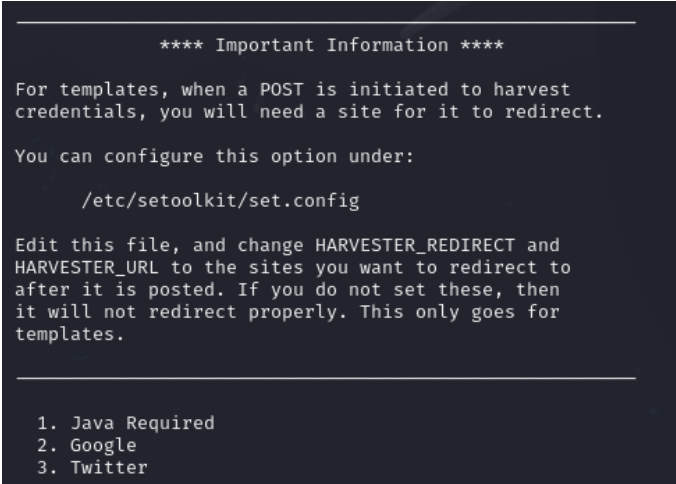 **** Important Information ****
For templates, when a POST is initiated to harvest
credentials, you will need a site for it to redirect.
You can configure this option under:
/etc/setoolkit/set.config
Edit this file, and change HARVESTER_REDIRECT and
HARVESTER_URL to the sites you want to redirect to
after it is posted. If you do not set these, then
it will not redirect properly. This only goes for
templates.
1. Java Required
2. Google
3. Twitter